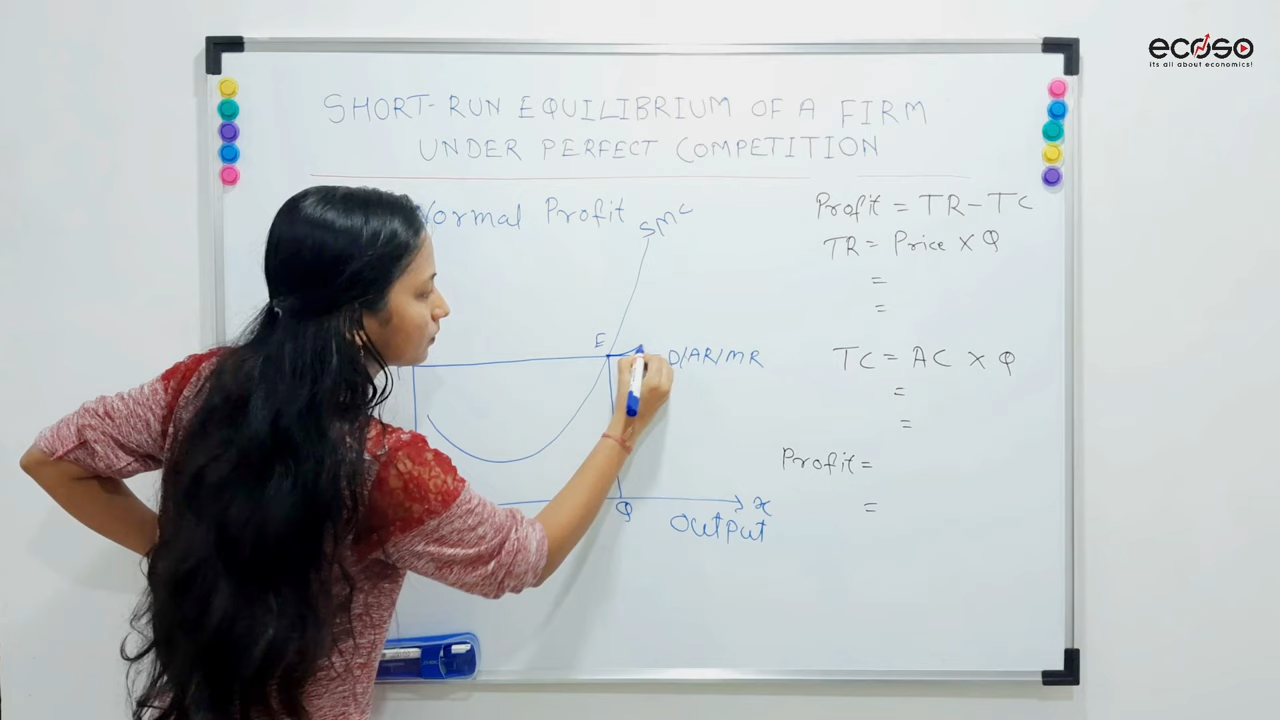 ecoso
its all about economics!
SHORT-RUN EQUILIBRIUM OF A FIRM
UNDER PERFECT COMPETITION
Normal Profit
SMC
E
D/AR/MR
Q
x
Output
Profit = TR - TC
TR = Price X Q
=
=
TC = AC X Q
=
=
Profit =
=